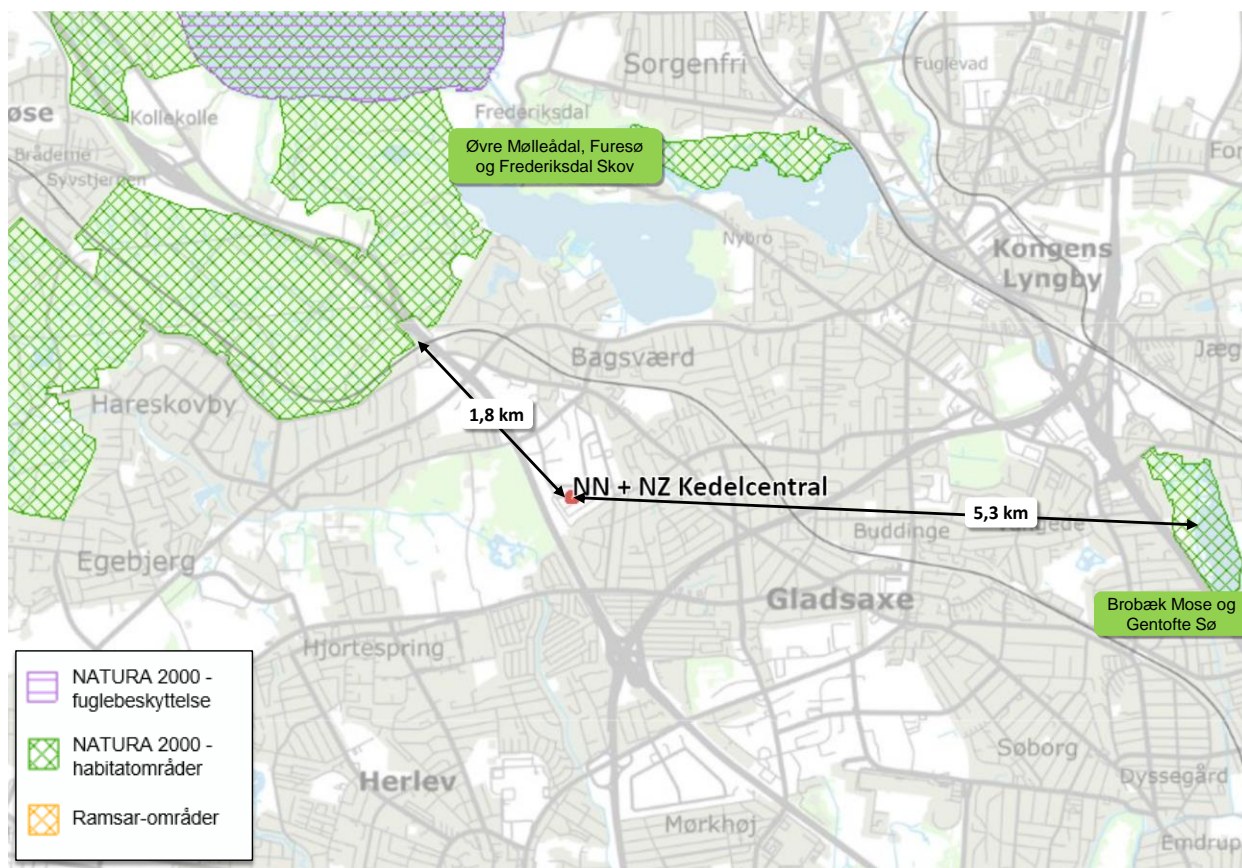 Sorgenfri
Fuglevad
Kollekolle
Frederiksdal
øse
Øvre Mølleådal, Furesø
og Frederiksdal Skov
Bråderne
Syvstjernen
Nybro
Kongens
Lyngby
Jæg
Bagsværd
Hareskovby
1,8 km
NN + NZ Kedelcentral
5,3 km
Buddinge
Egebjerg
Gladsaxe
Brobæk Mose og
Gentofte Sø
Hjortespring
NATURA 2000 -
fuglebeskyttelse
NATURA 2000 -
habitatområder
Ramsar-områder
Søborg
Dyssegård
Herlev
Mørkhøj
Emdrup